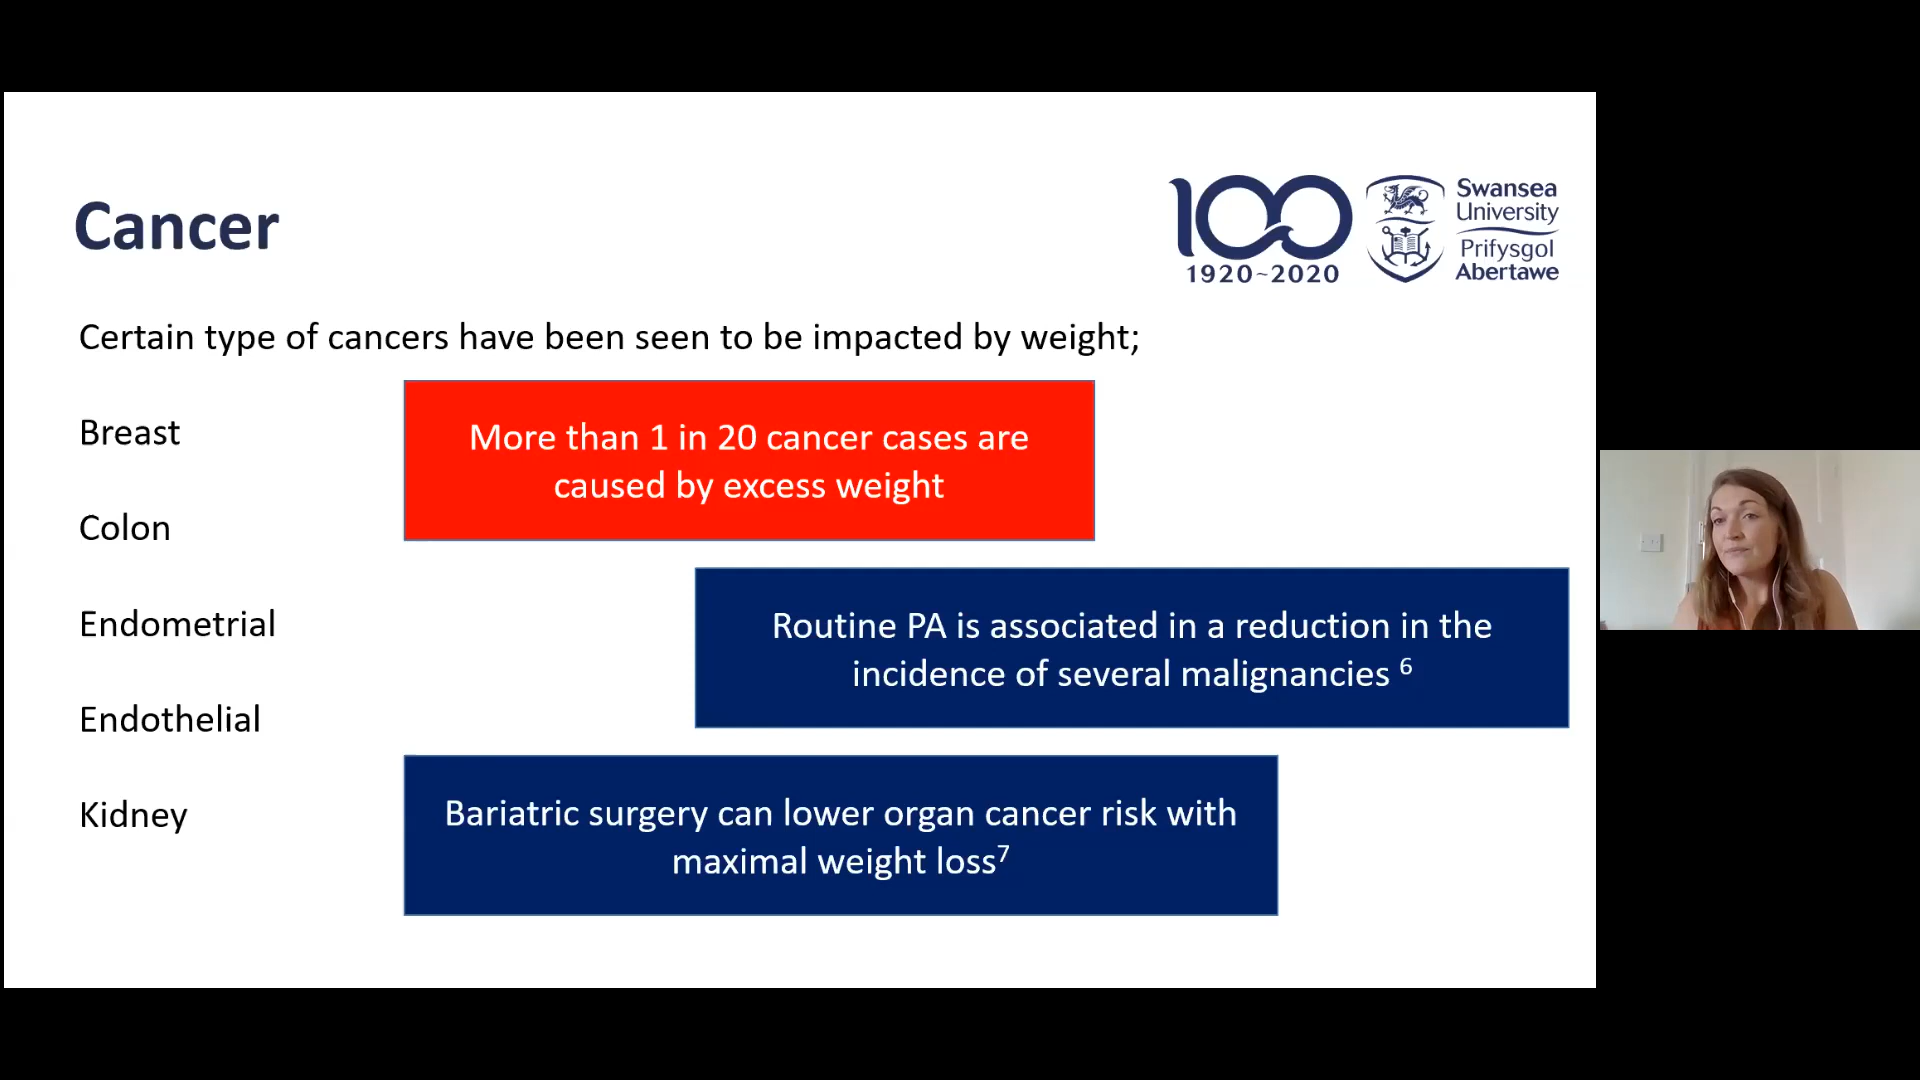 Cancer
100
1920~2020
Swansea
University
Prifysgol
Abertawe
Certain type of cancers have been seen to be impacted by weight;
Breast
Colon
Endometrial
Endothelial
Kidney
More than 1 in 20 cancer cases are
caused by excess weight
Routine PA is associated in a reduction in the
incidence of several malignancies ⁶
Bariatric surgery can lower organ cancer risk with
maximal weight loss⁷